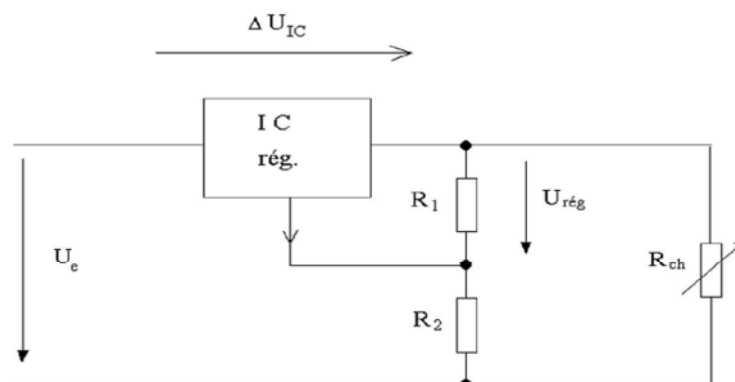 Δ U_IC
I C
rég.
R_1
U_rég
U_e
R_ch
R_2